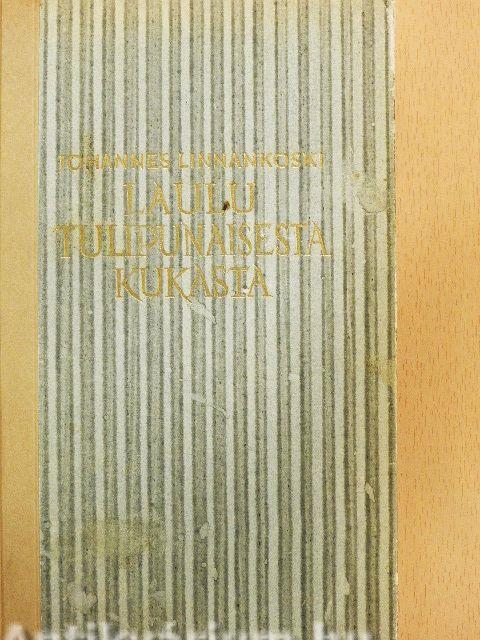 JOHANNES LINNANKOSKI
LAULU
TULIPUNAISESTA
KUKASTA